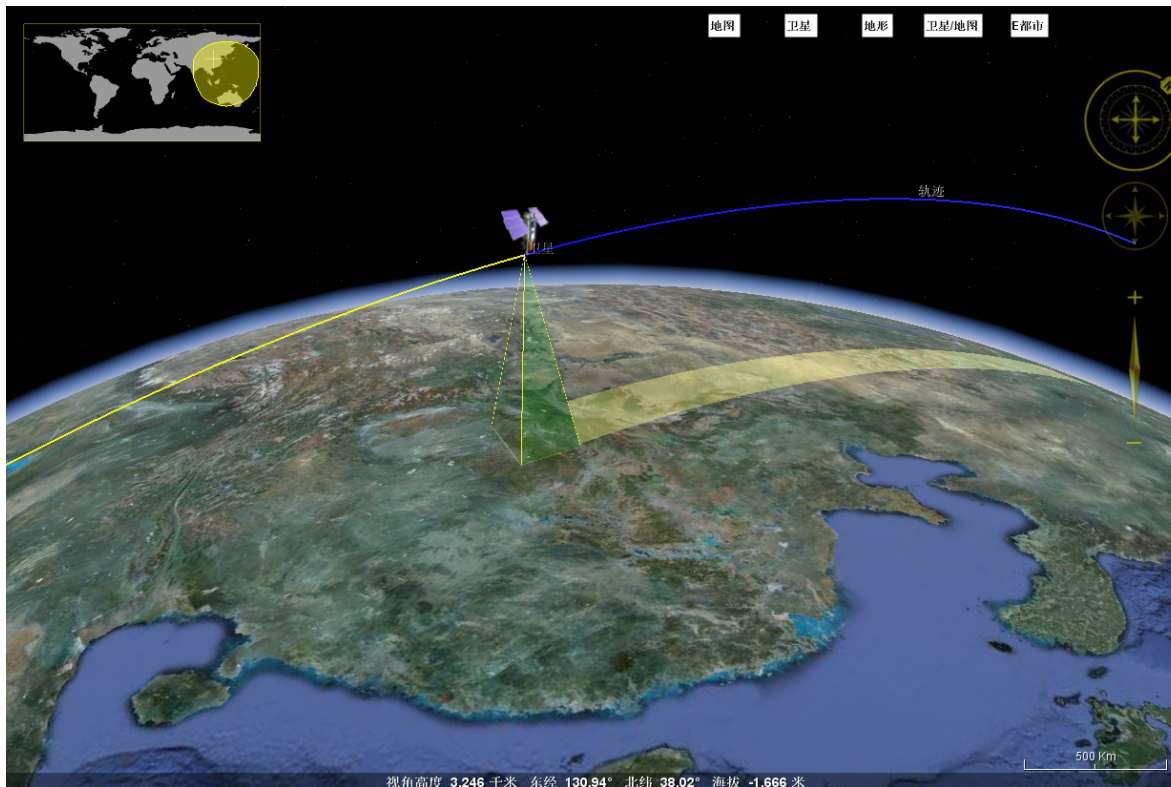 地图
卫星
地形
卫星/地图
E都市
轨迹
卫星
500 Km
视角高度 3,246 千米 东经 130.94° 北纬 38.02° 海拔 -1,666 米